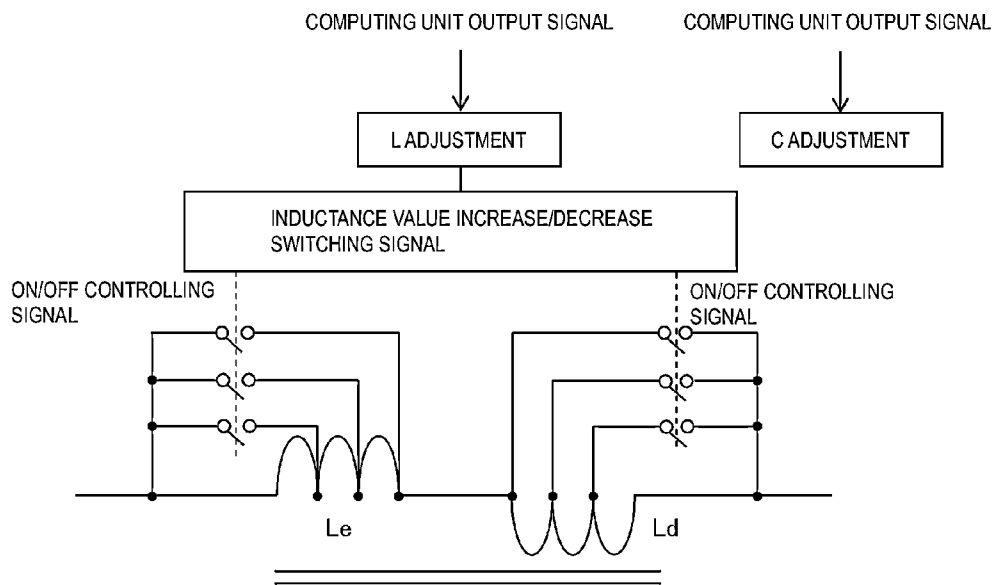 COMPUTING UNIT OUTPUT SIGNAL
COMPUTING UNIT OUTPUT SIGNAL
L ADJUSTMENT
C ADJUSTMENT
INDUCTANCE VALUE INCREASE/DECREASE
SWITCHING SIGNAL
ON/OFF CONTROLLING
SIGNAL
ON/OFF CONTROLLING
SIGNAL
Le
Ld